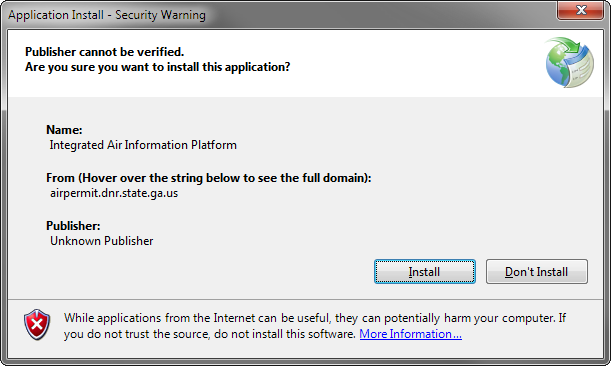 Application Install - Security Warning
Publisher cannot be verified.
Are you sure you want to install this application?
Name:
Integrated Air Information Platform
From (Hover over the string below to see the full domain):
airpermit.dnr.state.ga.us
Publisher:
Unknown Publisher
Install
Don't Install
While applications from the Internet can be useful, they can potentially harm your computer. If
you do not trust the source, do not install this software. More Information...